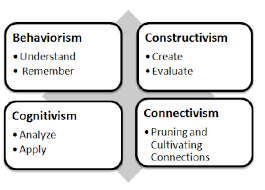 Behaviorism
• Understand
• Remember
Constructivism
• Create
• Evaluate
Cognitivism
• Analyze
• Apply
Connectivism
• Pruning and
Cultivating
Connections